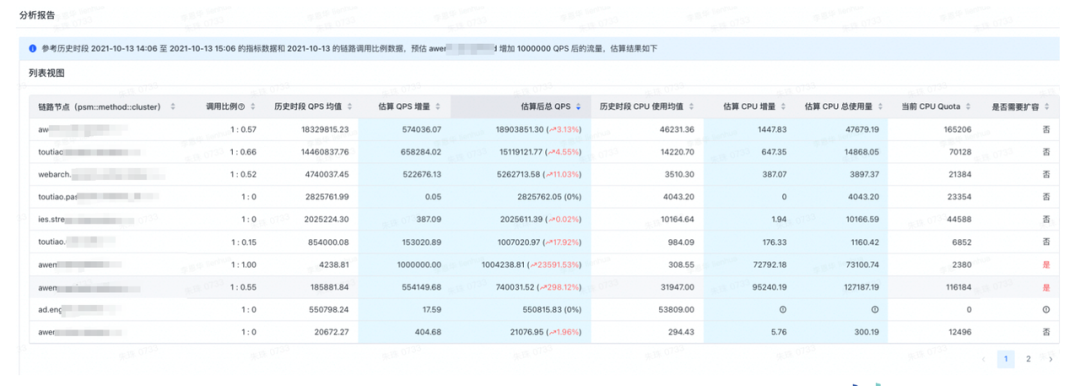 分析报告
参考历史时段 2021-10-13 14:06 至 2021-10-13 15:06 的指标数据和 2021-10-13 的链路调用比例数据，预估 awer d 增加 1000000 QPS 后的流量，估算结果如下
列表视图
链路节点（psm::method::cluster） 调用比例 历史时段 QPS 均值 估算 QPS 增量 估算后总 QPS 历史时段 CPU 使用均值 估算 CPU 增量 估算 CPU 总使用量 当前 CPU Quota 是否需要扩容
aw 1 : 0.57 18329815.23 574036.07 18903851.30 (3.13%) 46231.36 1447.83 47679.19 165206 否
toutiao 1 : 0.66 14460837.76 658284.02 15119121.77 (4.55%) 14220.70 647.35 14868.05 70128 否
webarch. 1 : 0.52 4740037.45 522676.13 5262713.58 (11.03%) 3510.30 387.07 3897.37 21384 否
toutiao.pas 1 : 0 2825761.99 0.05 2825762.05 (0%) 4043.20 0 4043.20 23354 否
ies.stre 1 : 0 2025224.30 387.09 2025611.39 (0.02%) 10164.64 1.94 10166.59 44588 否
toutiao. 1 : 0.15 854000.08 153020.89 1007020.97 (17.92%) 984.09 176.33 1160.42 6852 否
awen 1 : 1.00 4238.81 1000000.00 1004238.81 (23591.53%) 308.55 72792.18 73100.74 2380 是
awen 1 : 0.55 185881.84 554149.68 740031.52 (298.12%) 31947.00 95240.19 127187.19 116184 是
ad.eng 1 : 0 550798.24 17.59 550815.83 (0%) 53809.00 0
awer 1 : 0 20672.27 404.68 21076.95 (1.96%) 294.43 5.76 300.19 12496 否
1 2